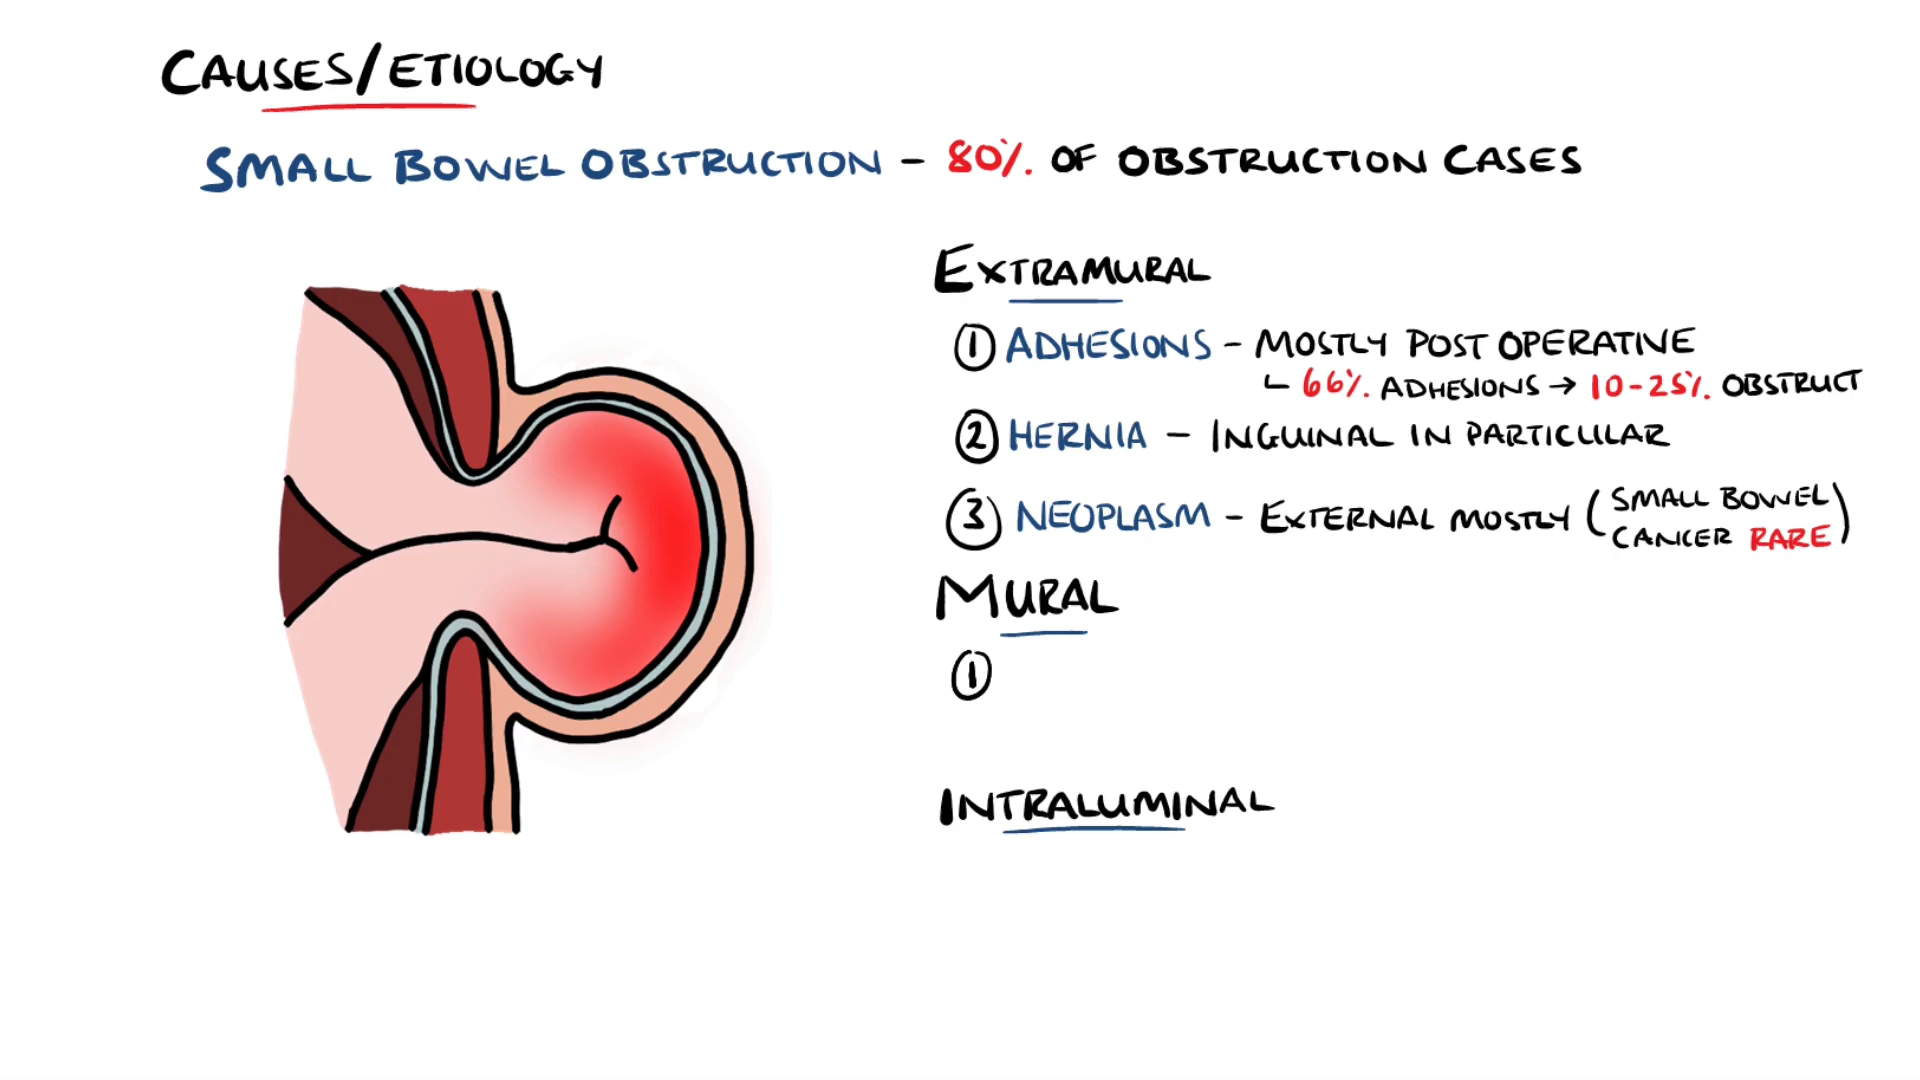 CAUSES/ETIOLOGY
SMALL BOWEL OBSTRUCTION - 80% OF OBSTRUCTION CASES
EXTRAMURAL
① ADHESIONS - MOSTLY POST OPERATIVE
└ 66% ADHESIONS → 10-25% OBSTRUCT
② HERNIA - INGUINAL IN PARTICULAR
③ NEOPLASM - EXTERNAL MOSTLY (SMALL BOWEL
CANCER RARE)
MURAL
①
INTRALUMINAL